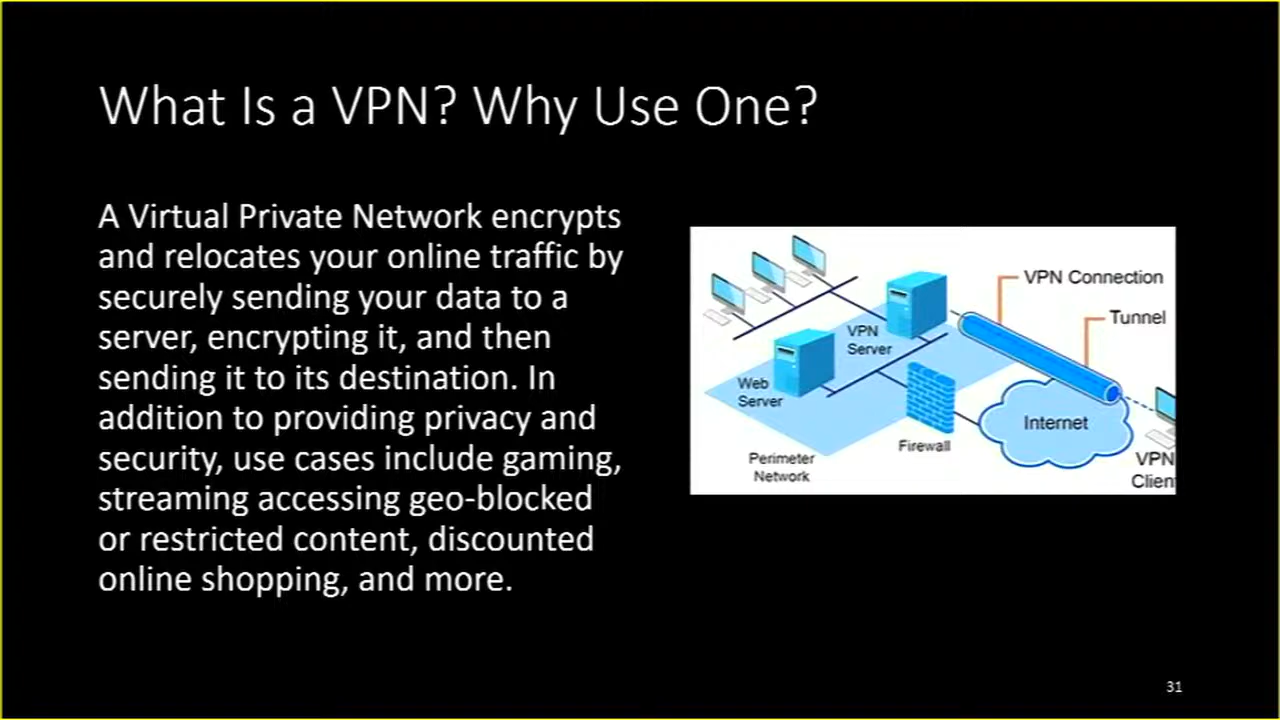 What Is a VPN? Why Use One?
A Virtual Private Network encrypts
and relocates your online traffic by
securely sending your data to a
server, encrypting it, and then
sending it to its destination. In
addition to providing privacy and
security, use cases include gaming,
streaming accessing geo-blocked
or restricted content, discounted
online shopping, and more.
VPN Connection
Tunnel
VPN
Server
Web
Server
Internet
Firewall
Perimeter
Network
VPN
Clien
31